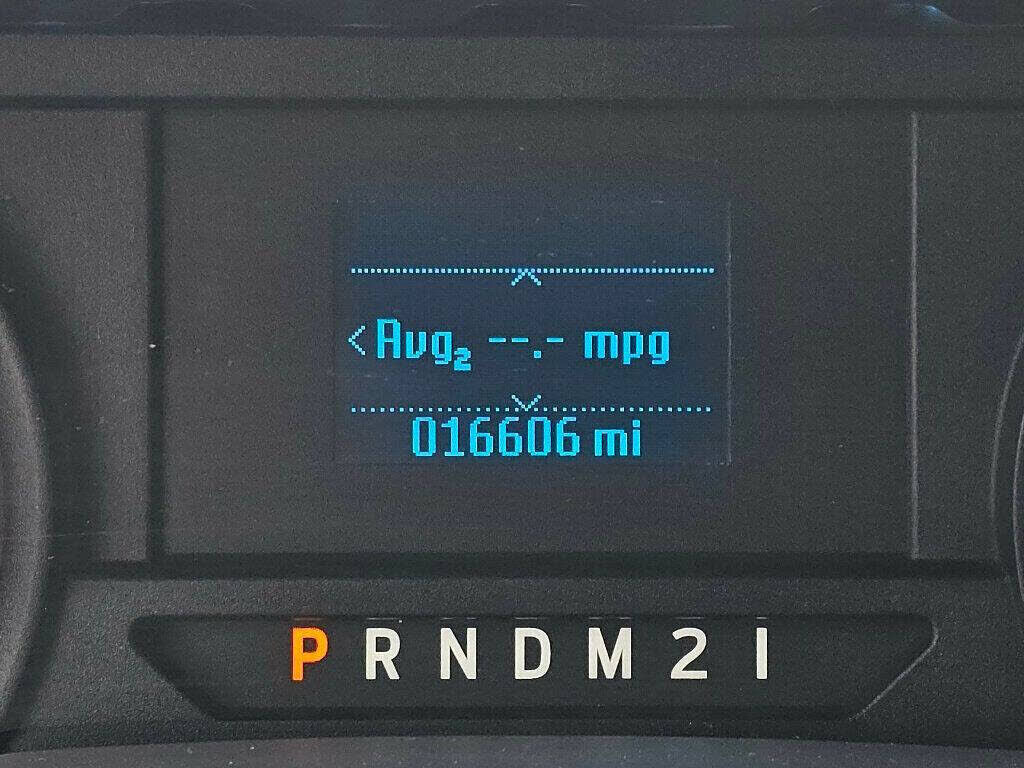 Avg₂ --.- mpg
016606 mi
P R N D M 2 1